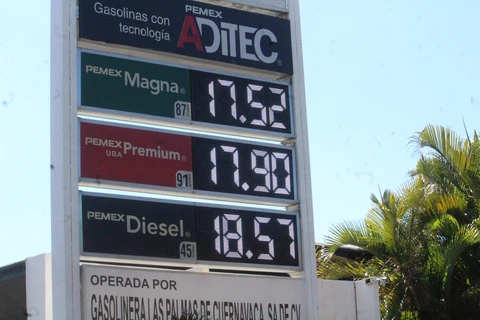 PEMEX
Gasolinas con tecnología ADiTEC
PEMEX Magna 87 17.52
PEMEX UBA Premium 91 17.90
PEMEX Diesel 45 18.57
OPERADA POR
GASOLINERA LAS PALMAS DE CUERNAVACA, SA DE CV